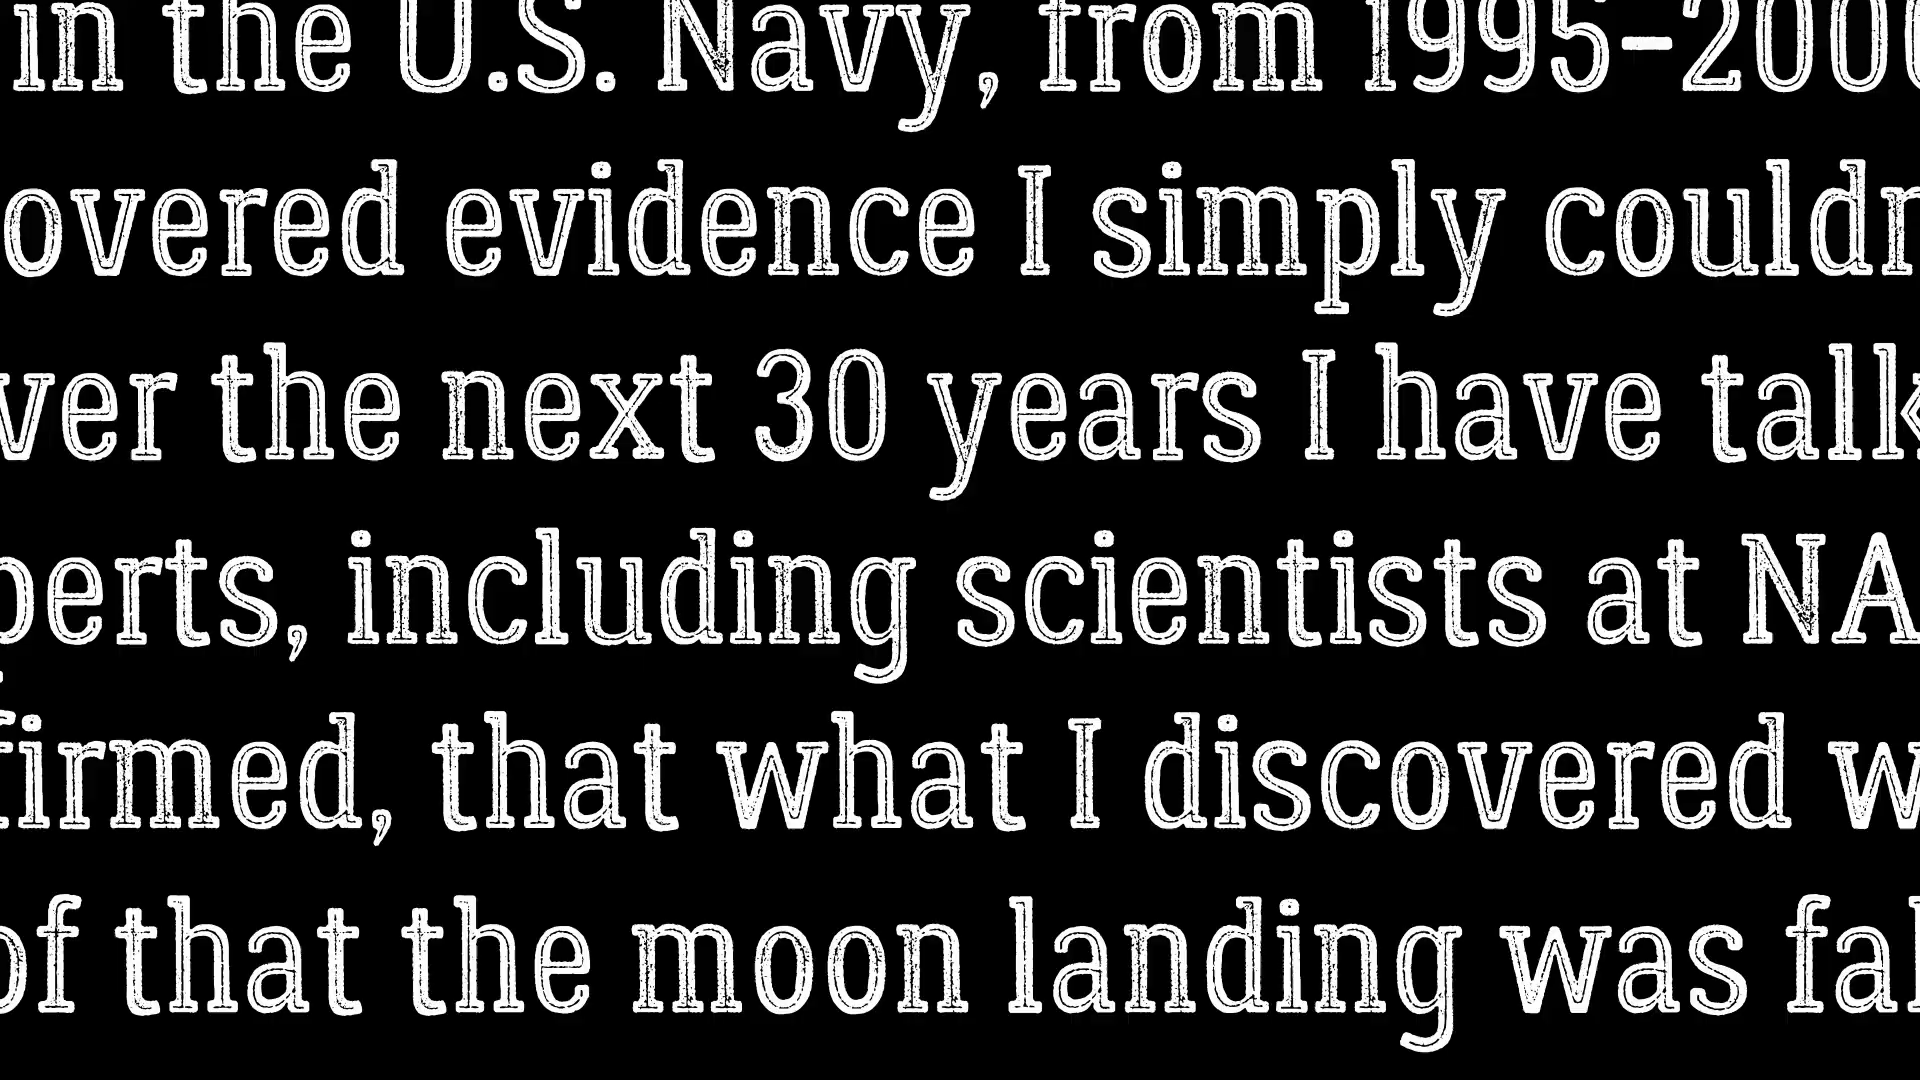 in the U.S. Navy, from 1995-200
overed evidence I simply could
ver the next 30 years I have talk
perts, including scientists at NA
firmed, that what I discovered w
of that the moon landing was fa